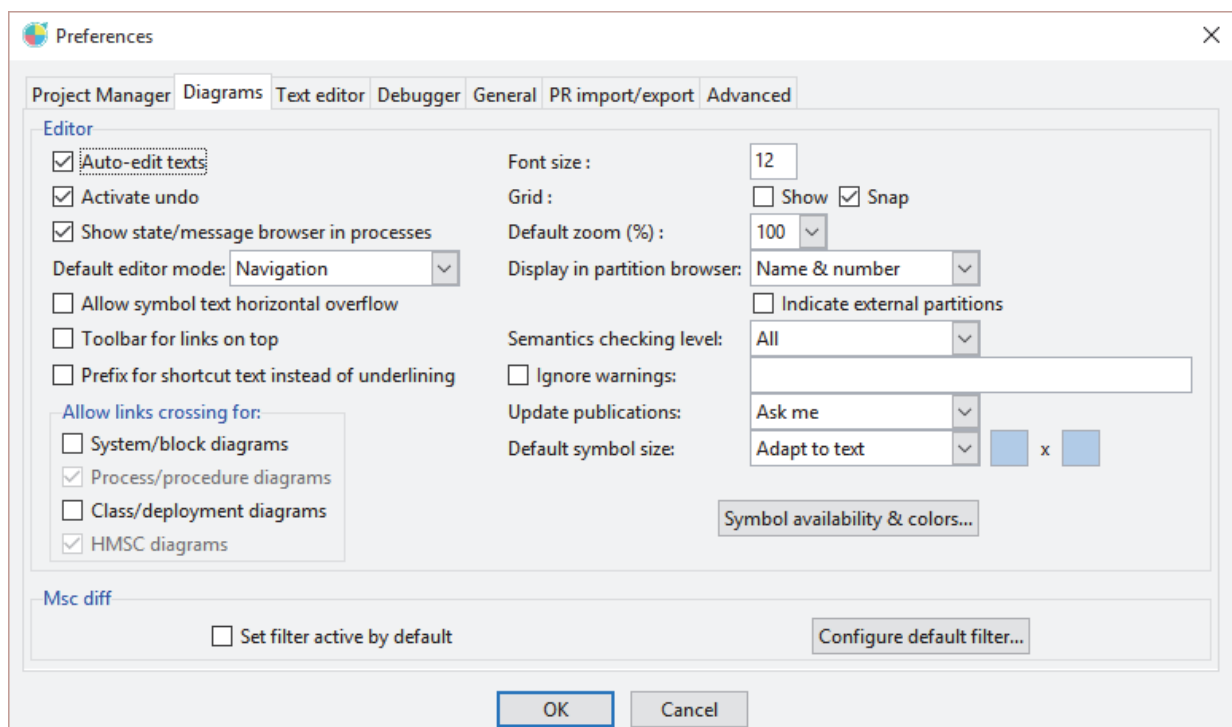 Preferences
Project Manager Diagrams Text editor Debugger General PR import/export Advanced
Editor
Auto-edit texts
Activate undo
Show state/message browser in processes
Default editor mode: Navigation
Allow symbol text horizontal overflow
Toolbar for links on top
Prefix for shortcut text instead of underlining
Allow links crossing for:
System/block diagrams
Process/procedure diagrams
Class/deployment diagrams
HMSC diagrams
Font size : 12
Grid : Show Snap
Default zoom (%) : 100
Display in partition browser: Name & number
Indicate external partitions
Semantics checking level: All
Ignore warnings:
Update publications: Ask me
Default symbol size: Adapt to text x
Symbol availability & colors...
Msc diff
Set filter active by default Configure default filter...
OK Cancel